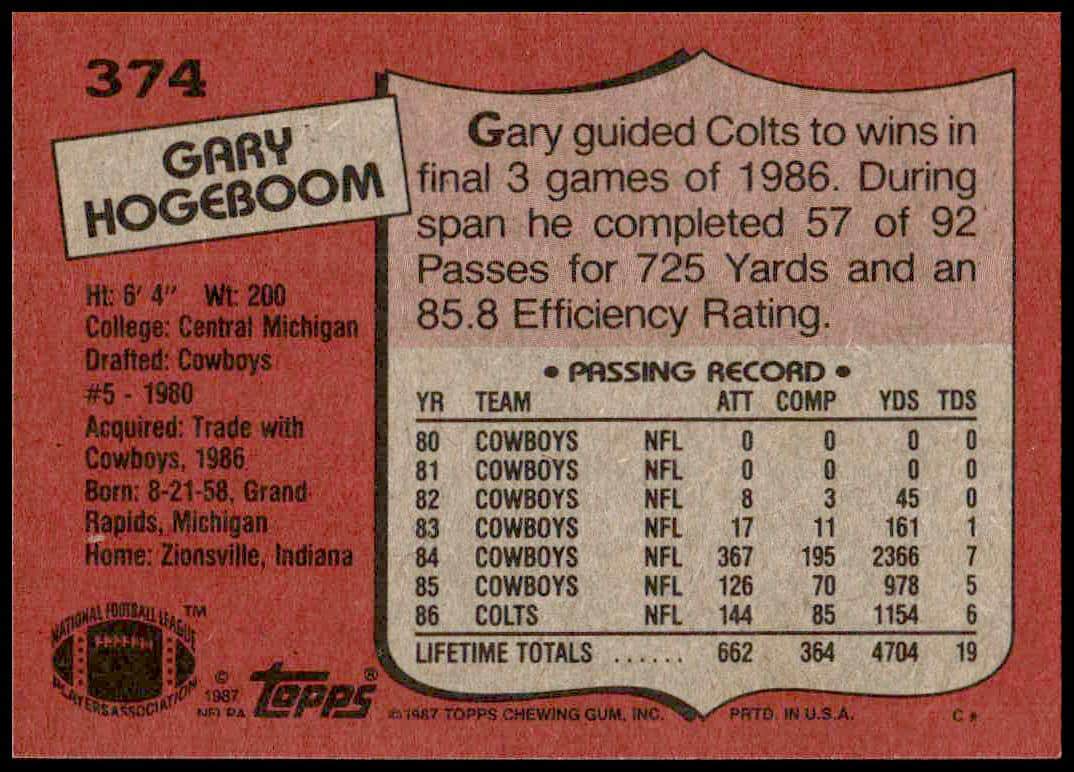 374
GARY
HOGEBOOM
Ht: 6' 4" Wt: 200
College: Central Michigan
Drafted: Cowboys
#5 - 1980
Acquired: Trade with
Cowboys, 1986
Born: 8-21-58, Grand
Rapids, Michigan
Home: Zionsville, Indiana
NATIONAL FOOTBALL LEAGUE ™
PLAYERS ASSOCIATION
©
1987
NFLPA
Topps ®
Gary guided Colts to wins in
final 3 games of 1986. During
span he completed 57 of 92
Passes for 725 Yards and an
85.8 Efficiency Rating.
• PASSING RECORD •
YR TEAM ATT COMP YDS TDS
80 COWBOYS NFL 0 0 0 0
81 COWBOYS NFL 0 0 0 0
82 COWBOYS NFL 8 3 45 0
83 COWBOYS NFL 17 11 161 1
84 COWBOYS NFL 367 195 2366 7
85 COWBOYS NFL 126 70 978 5
86 COLTS NFL 144 85 1154 6
LIFETIME TOTALS ...... 662 364 4704 19
©1987 TOPPS CHEWING GUM, INC. PRTD. IN U.S.A. C*